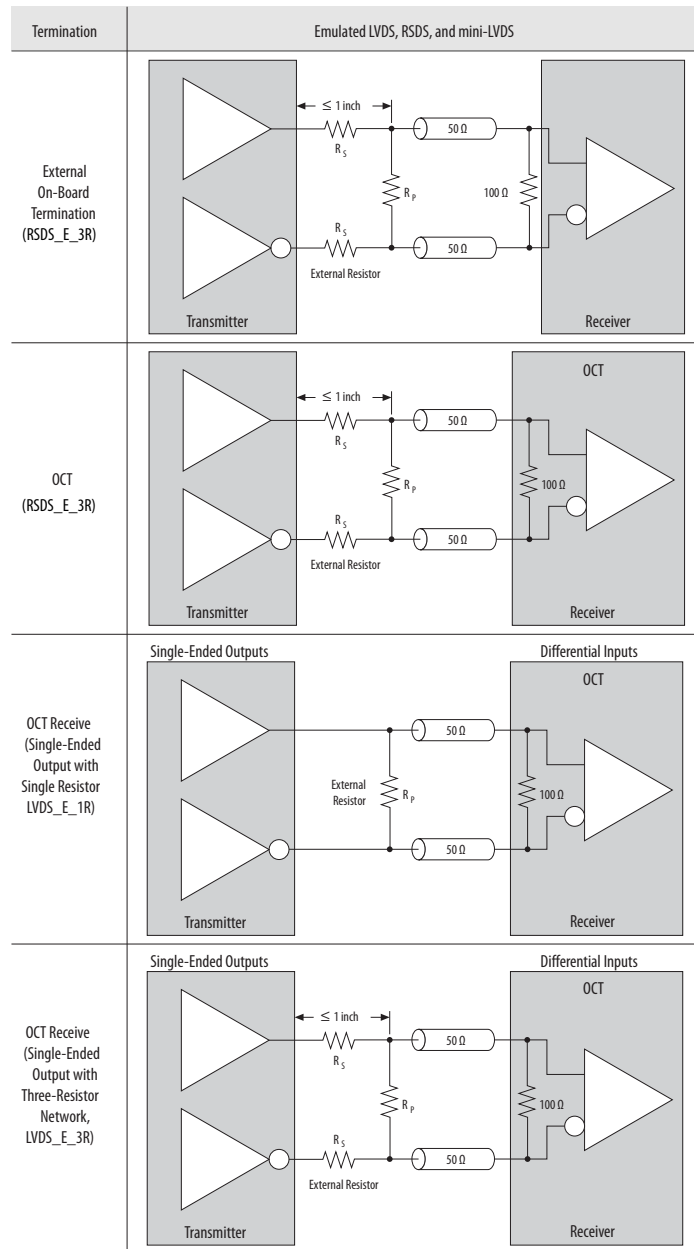 Termination
Emulated LVDS, RSDS, and mini-LVDS
External
On-Board
Termination
(RSDS_E_3R)
≤ 1 inch
50 Ω
R S
R P
100 Ω
R S
50 Ω
External Resistor
Transmitter
Receiver
OCT
(RSDS_E_3R)
OCT
≤ 1 inch
50 Ω
R S
R P
100 Ω
R S
50 Ω
External Resistor
Transmitter
Receiver
OCT Receive
(Single-Ended
Output with
Single Resistor
LVDS_E_1R)
Single-Ended Outputs
Differential Inputs
OCT
50 Ω
External
Resistor
R P
100 Ω
50 Ω
Transmitter
Receiver
OCT Receive
(Single-Ended
Output with
Three-Resistor
Network,
LVDS_E_3R)
Single-Ended Outputs
Differential Inputs
OCT
≤ 1 inch
50 Ω
R S
R P
100 Ω
R S
50 Ω
External Resistor
Transmitter
Receiver